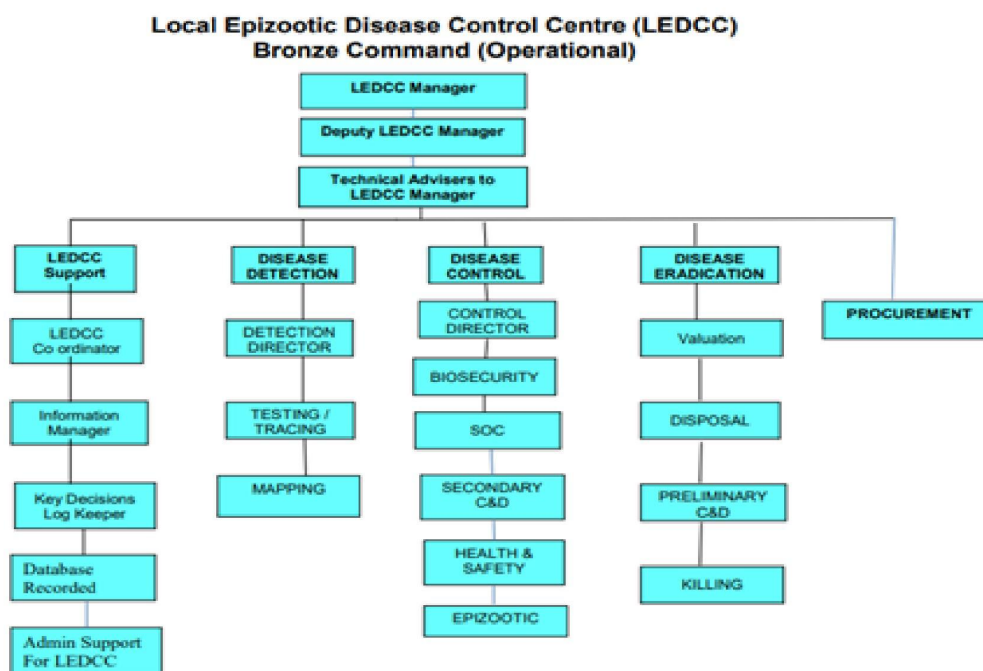 Local Epizootic Disease Control Centre (LEDCC)
Bronze Command (Operational)
LEDCC Manager
Deputy LEDCC Manager
Technical Advisers to
LEDCC Manager
LEDCC
Support
LEDCC
Co ordinator
Information
Manager
Key Decisions
Log Keeper
Database
Recorded
Admin Support
For LEDCC
DISEASE
DETECTION
DETECTION
DIRECTOR
TESTING /
TRACING
MAPPING
DISEASE
CONTROL
CONTROL
DIRECTOR
BIOSECURITY
SOC
SECONDARY
C&D
HEALTH &
SAFETY
EPIZOOTIC
DISEASE
ERADICATION
Valuation
DISPOSAL
PRELIMINARY
C&D
KILLING
PROCUREMENT